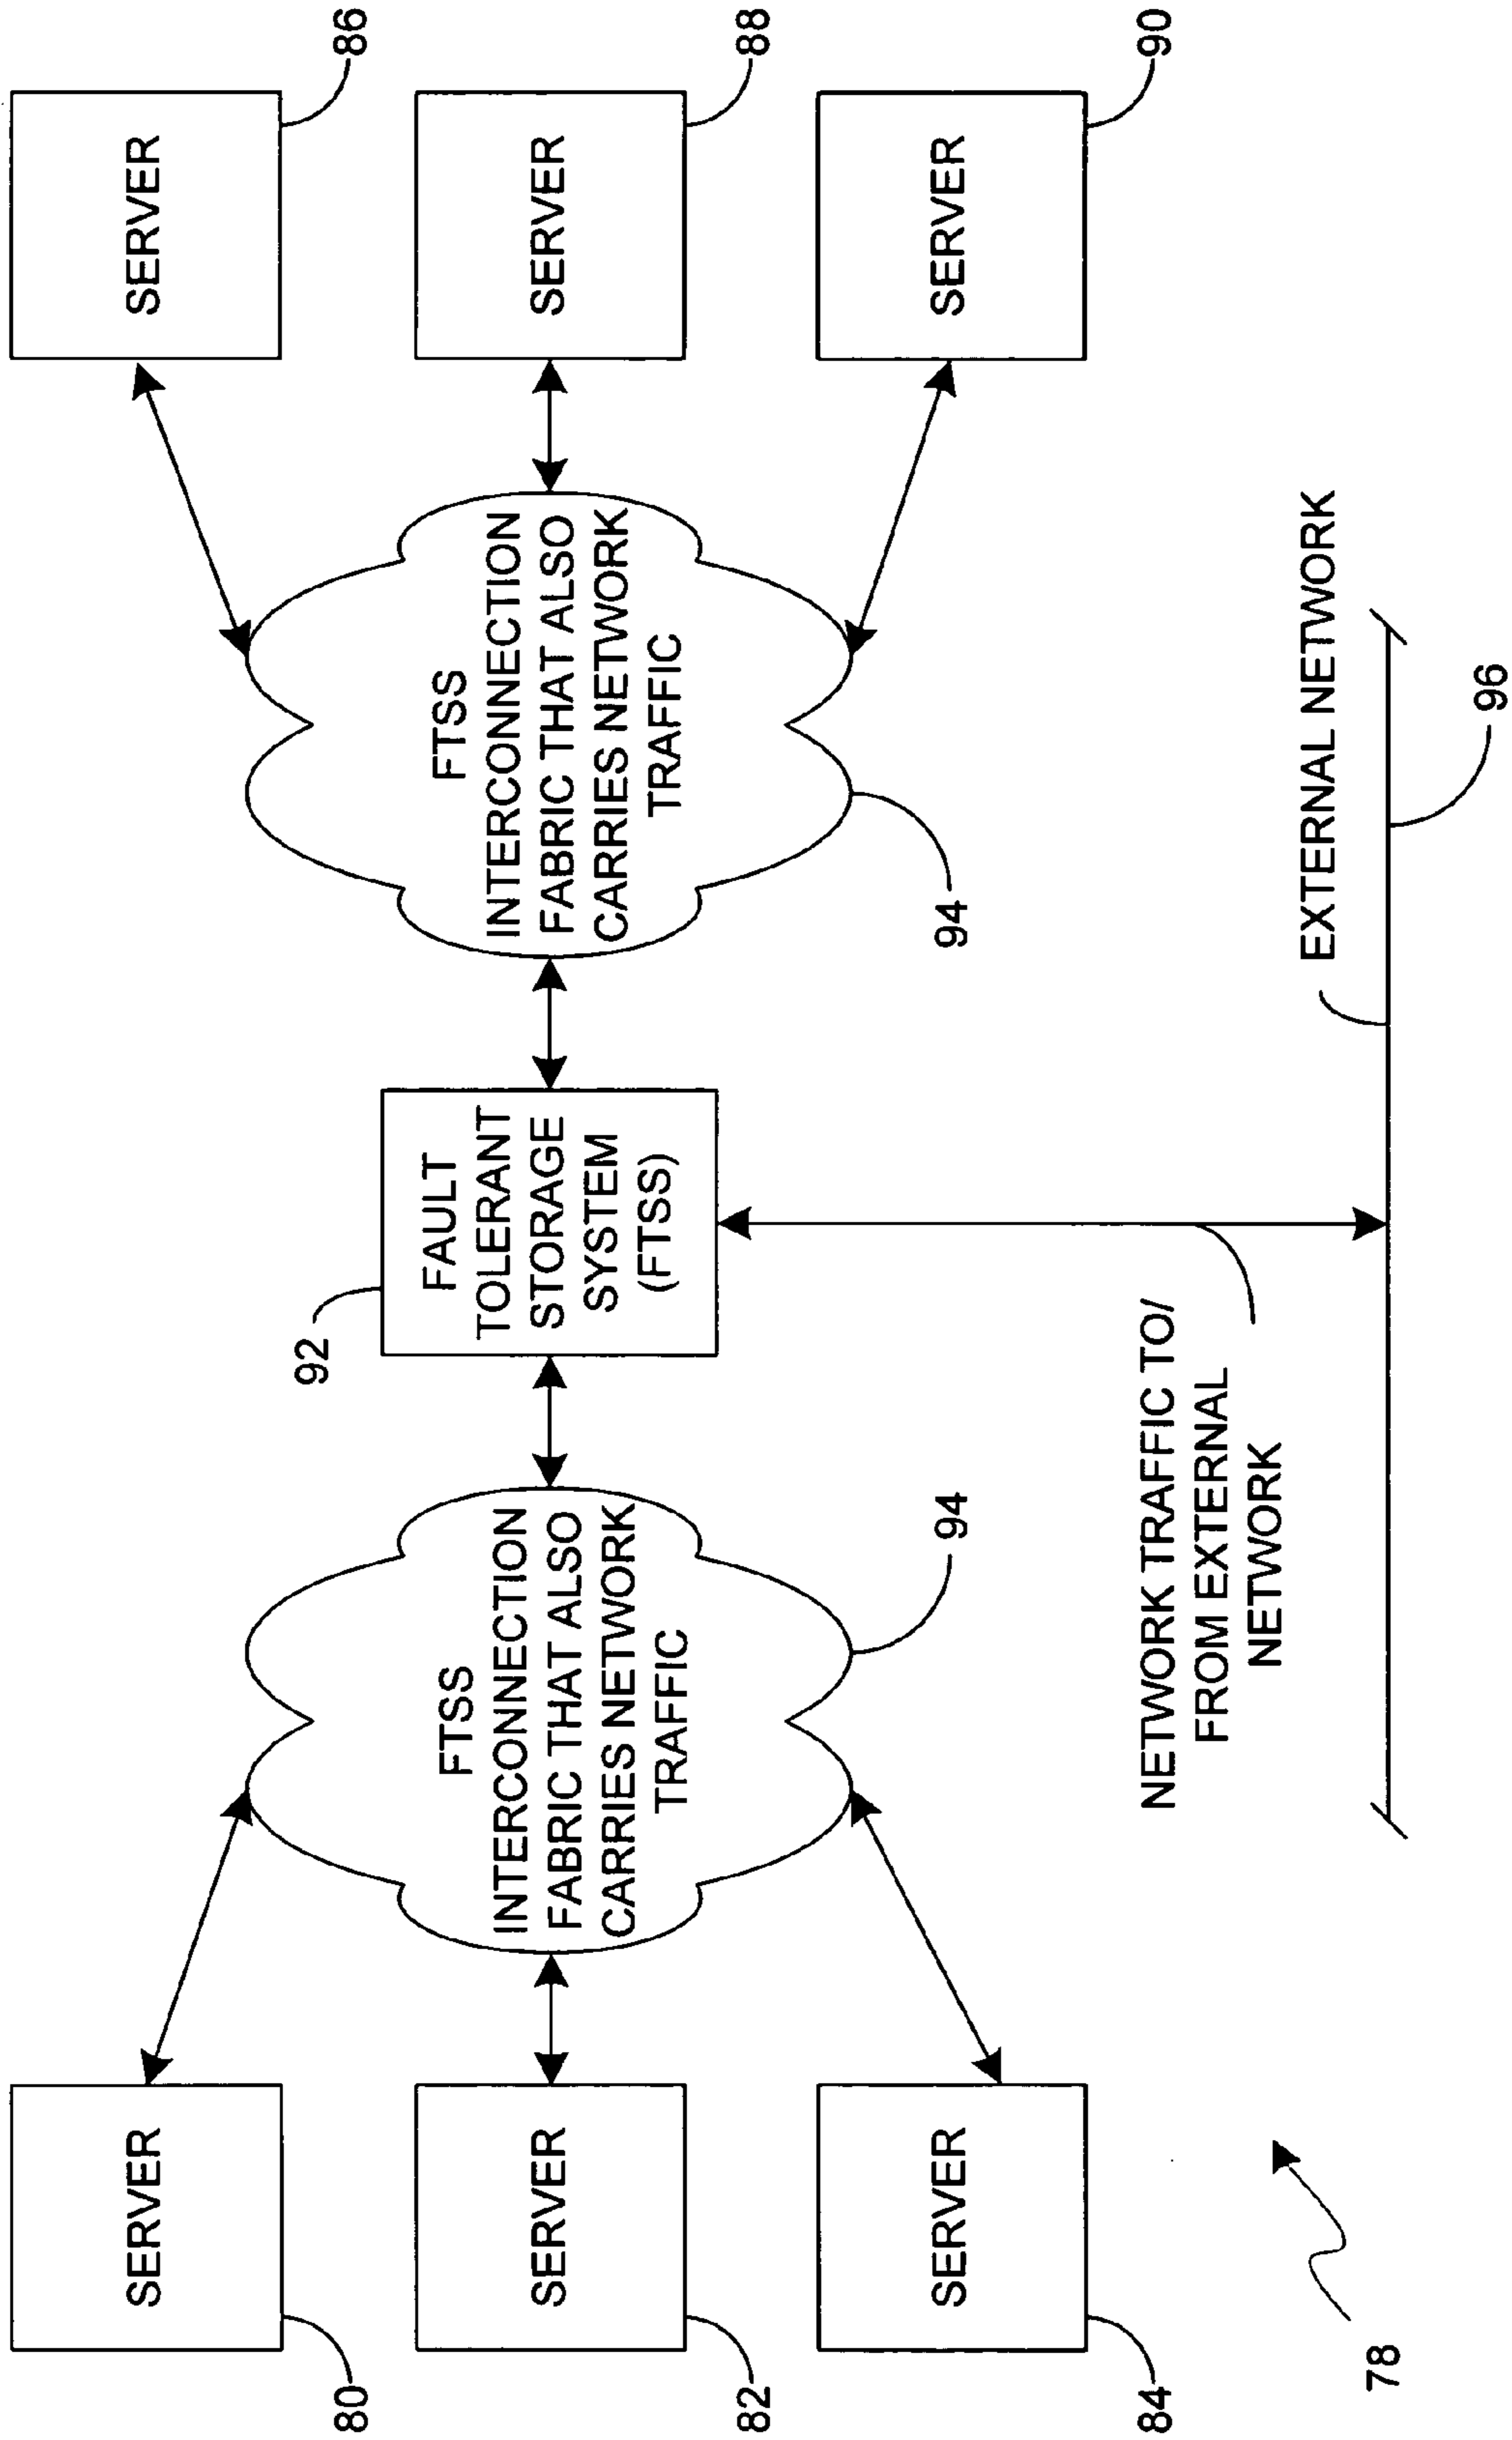 SERVER
80
SERVER
82
SERVER
84
78
FTSS
INTERCONNECTION
FABRIC THAT ALSO
CARRIES NETWORK
TRAFFIC
94
92
FAULT
TOLERANT
STORAGE
SYSTEM
(FTSS)
NETWORK TRAFFIC TO/
FROM EXTERNAL
NETWORK
FTSS
INTERCONNECTION
FABRIC THAT ALSO
CARRIES NETWORK
TRAFFIC
94
EXTERNAL NETWORK
96
SERVER
86
SERVER
88
SERVER
90